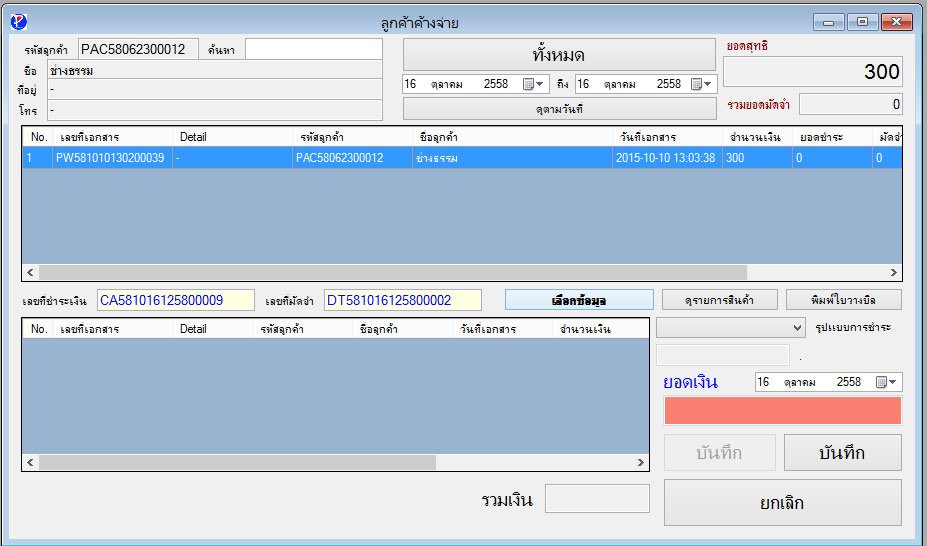 ลูกค้าค้างจ่าย
รหัสลูกค้า PAC58062300012 ค้นหา
ชื่อ ช่างธรรม
ที่อยู่ -
โทร -
ทั้งหมด
16 ตุลาคม 2558 ถึง 16 ตุลาคม 2558
ดูตามวันที่
ยอดสุทธิ
300
รวมยอดมัดจำ 0
No. เลขที่เอกสาร Detail รหัสลูกค้า ชื่อลูกค้า วันที่เอกสาร จำนวนเงิน ยอดชำระ มัดจำ
1 PW581010130200039 - PAC58062300012 ช่างธรรม 2015-10-10 13:03:38 300 0 0
เลขที่ชำระเงิน CA581016125800009 เลขที่มัดจำ DT581016125800002 เลือกข้อมูล ดูรายการสินค้า พิมพ์ใบวางบิล
No. เลขที่เอกสาร Detail รหัสลูกค้า ชื่อลูกค้า วันที่เอกสาร จำนวนเงิน
รูปแบบการชำระ
.
ยอดเงิน 16 ตุลาคม 2558
บันทึก บันทึก
รวมเงิน
ยกเลิก